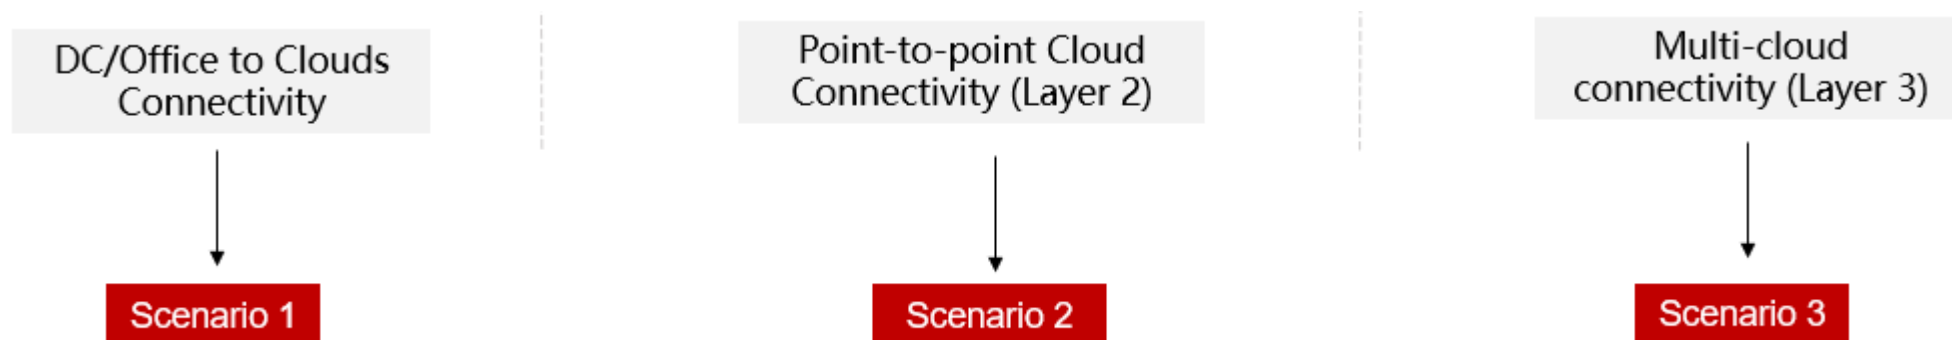 DC/Office to Clouds
Connectivity
Point-to-point Cloud
Connectivity (Layer 2)
Multi-cloud
connectivity (Layer 3)
Scenario 1
Scenario 2
Scenario 3